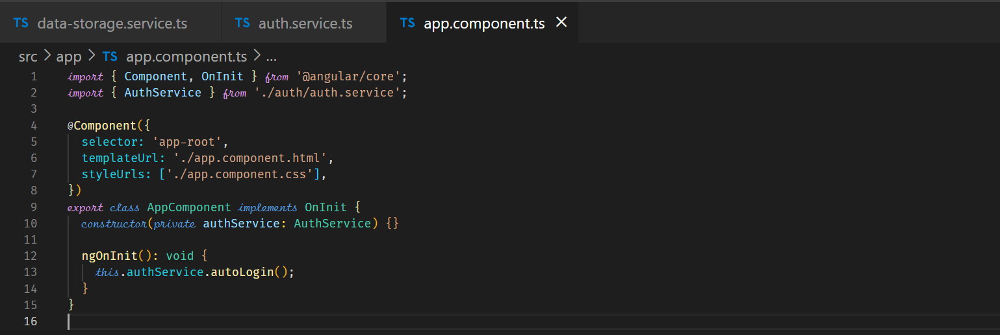 TS data-storage.service.ts TS auth.service.ts TS app.component.ts ×
src > app > TS app.component.ts > ...
1 import { Component, OnInit } from '@angular/core';
2 import { AuthService } from './auth/auth.service';
3
4 @Component({
5   selector: 'app-root',
6   templateUrl: './app.component.html',
7   styleUrls: ['./app.component.css'],
8 })
9 export class AppComponent implements OnInit {
10   constructor(private authService: AuthService) {}
11
12   ngOnInit(): void {
13     this.authService.autoLogin();
14   }
15 }
16